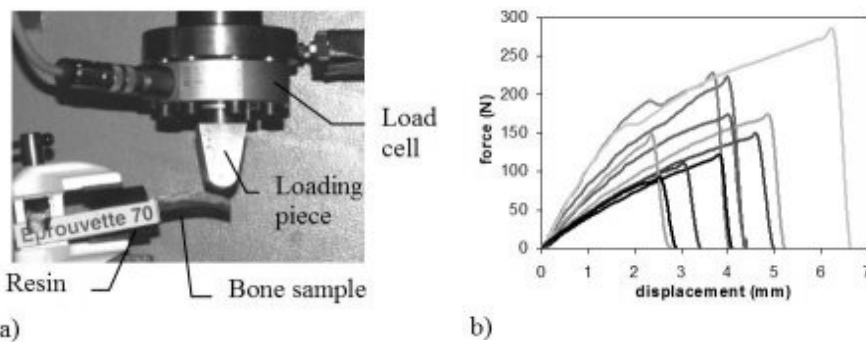 Load
cell
Loading
piece
Eprouvette 70
Resin
Bone sample
a)
300
250
200
150
100
50
0
force (N)
0 1 2 3 4 5 6 7
displacement (mm)
b)